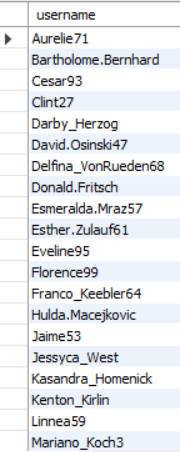 username
Aurelie71
Bartholome.Bernhard
Cesar93
Clint27
Darby_Herzog
David.Osinski47
Delfina_VonRueden68
Donald.Fritsch
Esmeralda.Mraz57
Esther.Zulauf61
Eveline95
Florence99
Franco_Keebler64
Hulda.Macejkovic
Jaime53
Jessyca_West
Kasandra_Homenick
Kenton_Kirlin
Linnea59
Mariano_Koch3